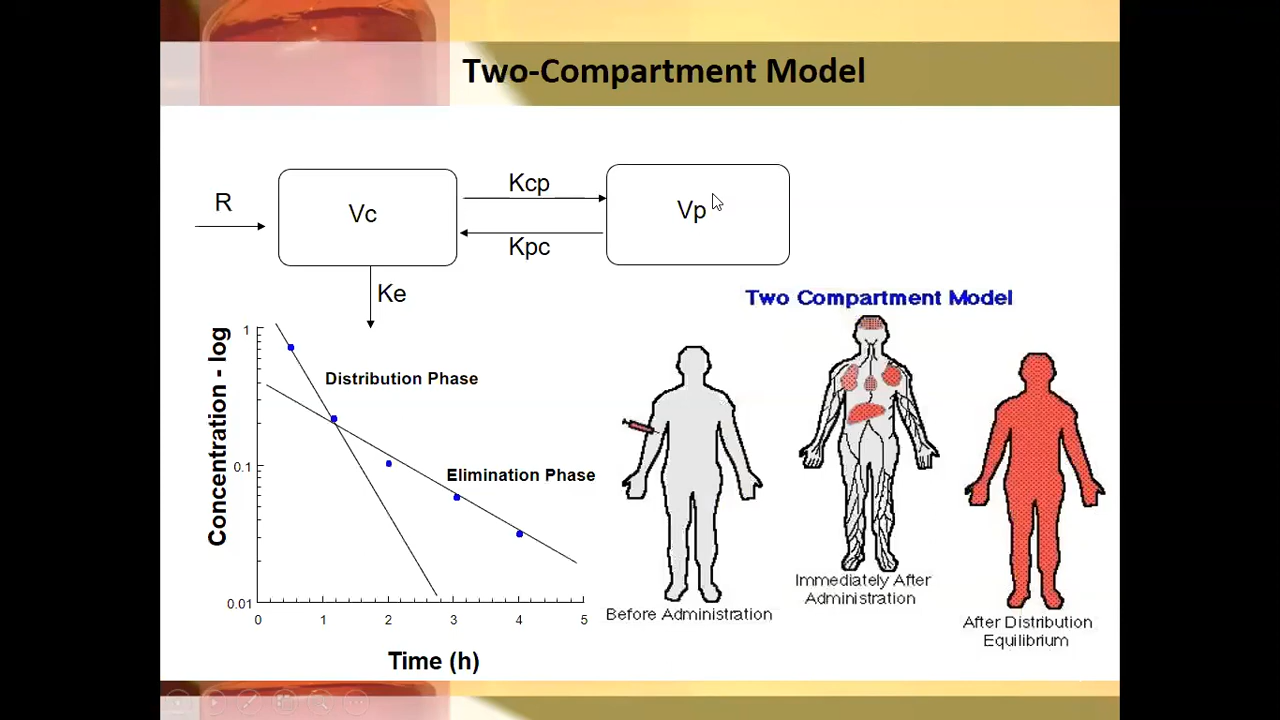 Two-Compartment Model
R
Vc
Kcp
Kpc
Vp
Ke
Two Compartment Model
Concentration - log
1
0.1
0.01
Distribution Phase
Elimination Phase
0 1 2 3 4 5
Time (h)
Before Administration
Immediately After
Administration
After Distribution
Equilibrium